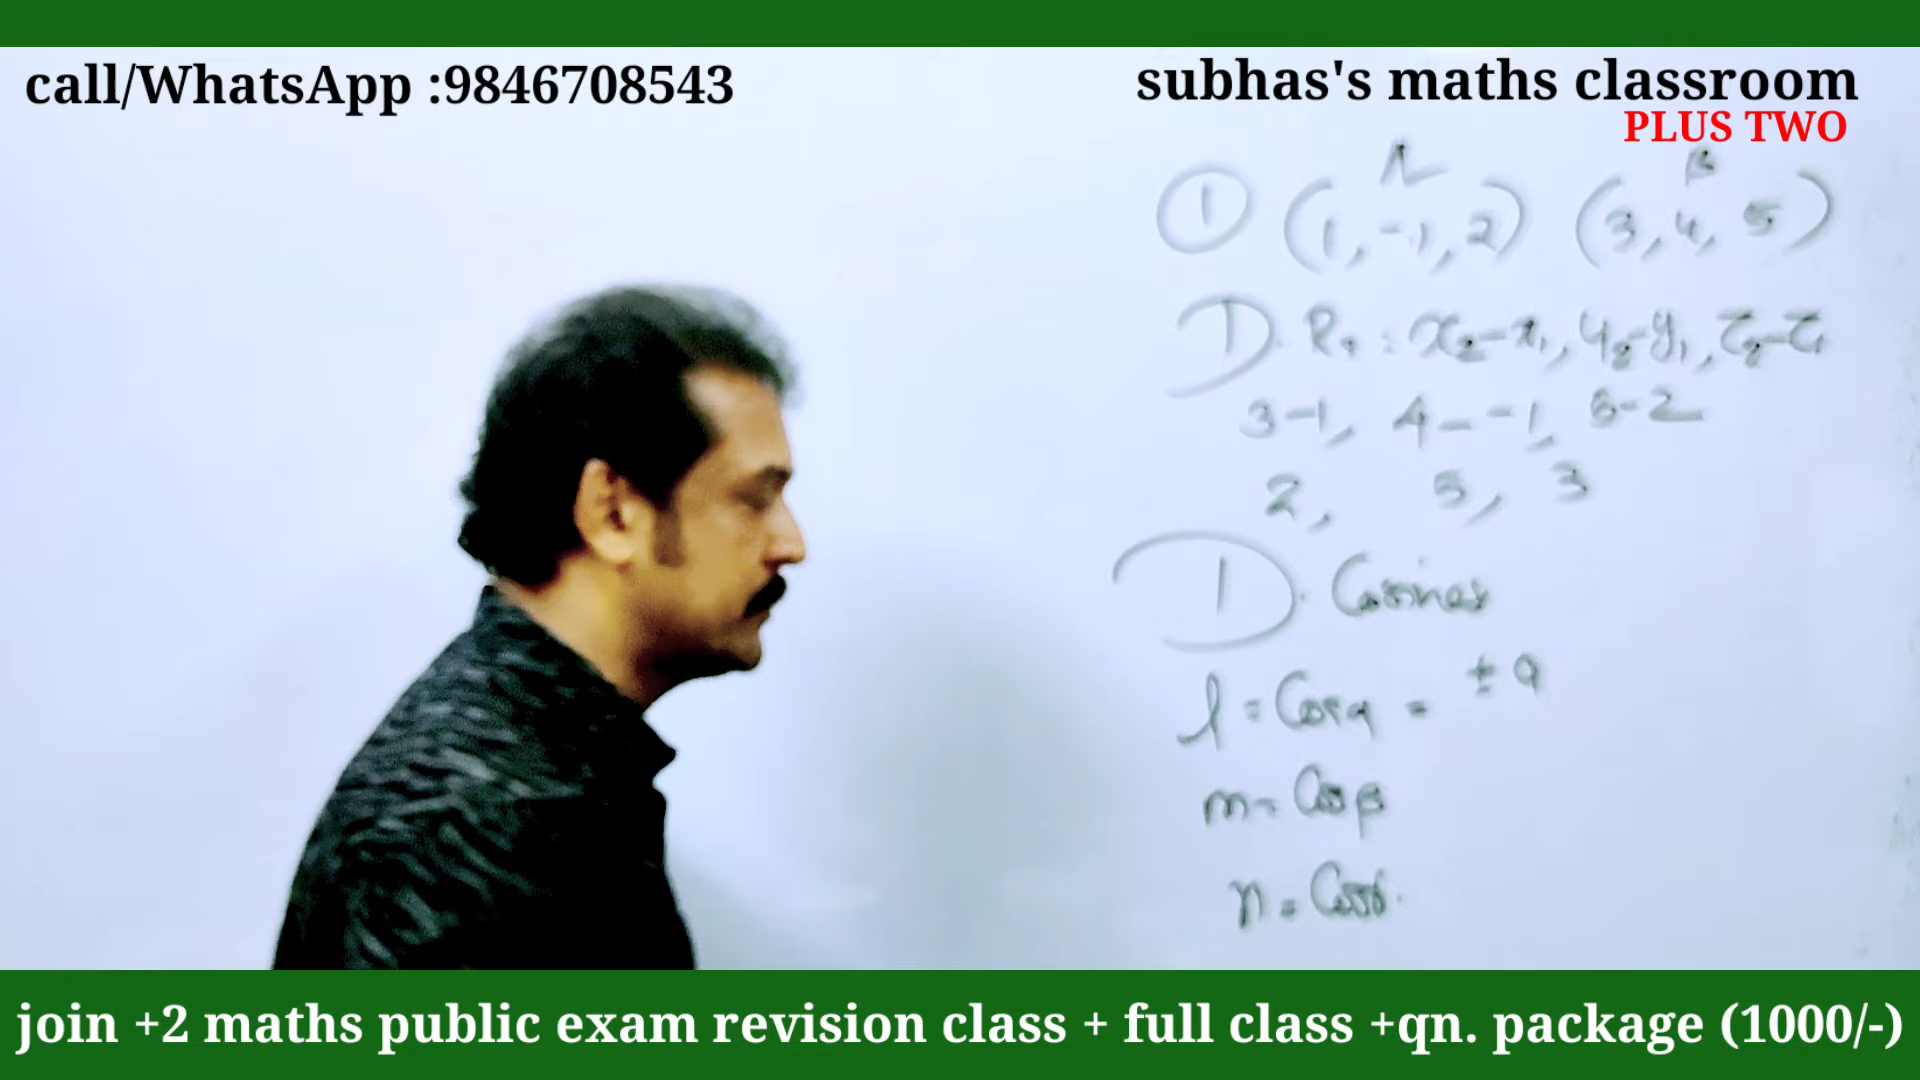 call/WhatsApp :9846708543
subhas's maths classroom
PLUS TWO
A B
① (1, -1, 2) (3, 4, 5)
D. Rs : x₂-x₁, y₂-y₁, z₂-z₁
3-1, 4 - -1, 5-2
2, 5, 3
D. Cosines
l = Cos α = ± a
m = Cos β
n = Cos γ.
join +2 maths public exam revision class + full class +qn. package (1000/-)